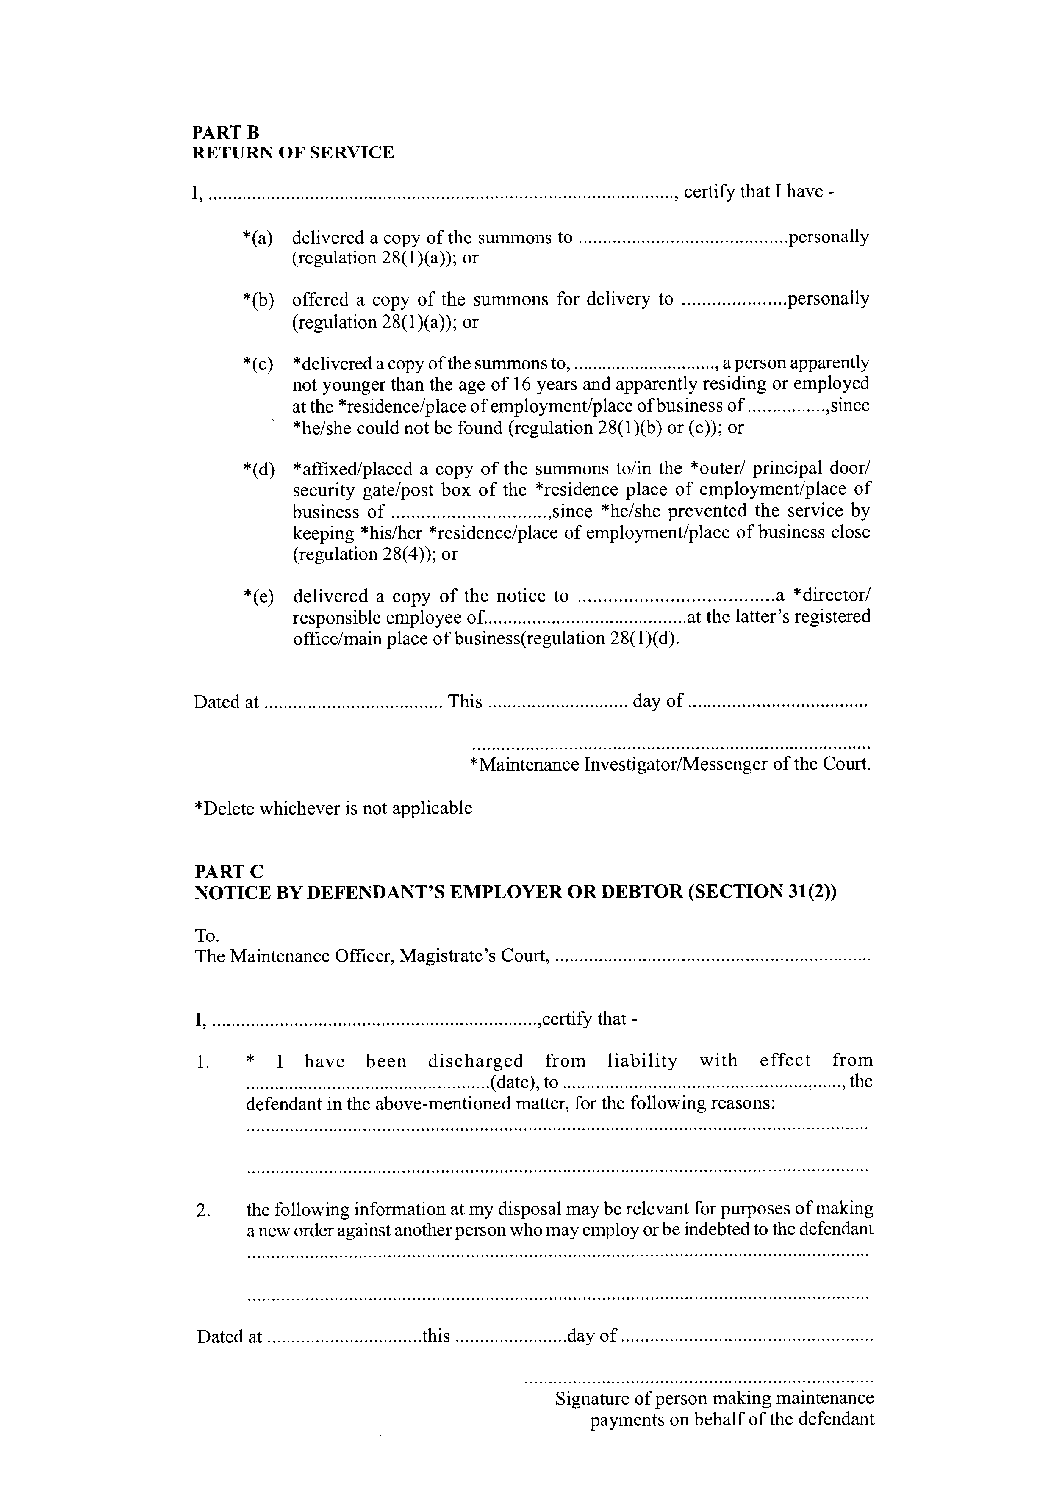 PART B
RETURN OF SERVICE
I, ................................................................................................, certify that I have -
*(a) delivered a copy of the summons to ...........................................personally
(regulation 28(1)(a)); or
*(b) offered a copy of the summons for delivery to .....................personally
(regulation 28(1)(a)); or
*(c) *delivered a copy of the summons to, ............................., a person apparently
not younger than the age of 16 years and apparently residing or employed
at the *residence/place of employment/place of business of ................,since
*he/she could not be found (regulation 28(1)(b) or (c)); or
*(d) *affixed/placed a copy of the summons to/in the *outer/ principal door/
security gate/post box of the *residence place of employment/place of
business of ................................,since *he/she prevented the service by
keeping *his/her *residence/place of employment/place of business close
(regulation 28(4)); or
*(e) delivered a copy of the notice to .......................................a *director/
responsible employee of.........................................at the latter's registered
office/main place of business(regulation 28(1)(d).
Dated at ..................................... This ............................. day of .....................................
..................................................................................
*Maintenance Investigator/Messenger of the Court.
*Delete whichever is not applicable
PART C
NOTICE BY DEFENDANT'S EMPLOYER OR DEBTOR (SECTION 31(2))
To.
The Maintenance Officer, Magistrate's Court, .................................................................
I, ...................................................................,certify that -
1. * I have been discharged from liability with effect from
..................................................(date), to .........................................................., the
defendant in the above-mentioned matter, for the following reasons:
................................................................................................................................
................................................................................................................................
2. the following information at my disposal may be relevant for purposes of making
a new order against another person who may employ or be indebted to the defendant
................................................................................................................................
................................................................................................................................
Dated at ................................this .......................day of ....................................................
........................................................................
Signature of person making maintenance
payments on behalf of the defendant